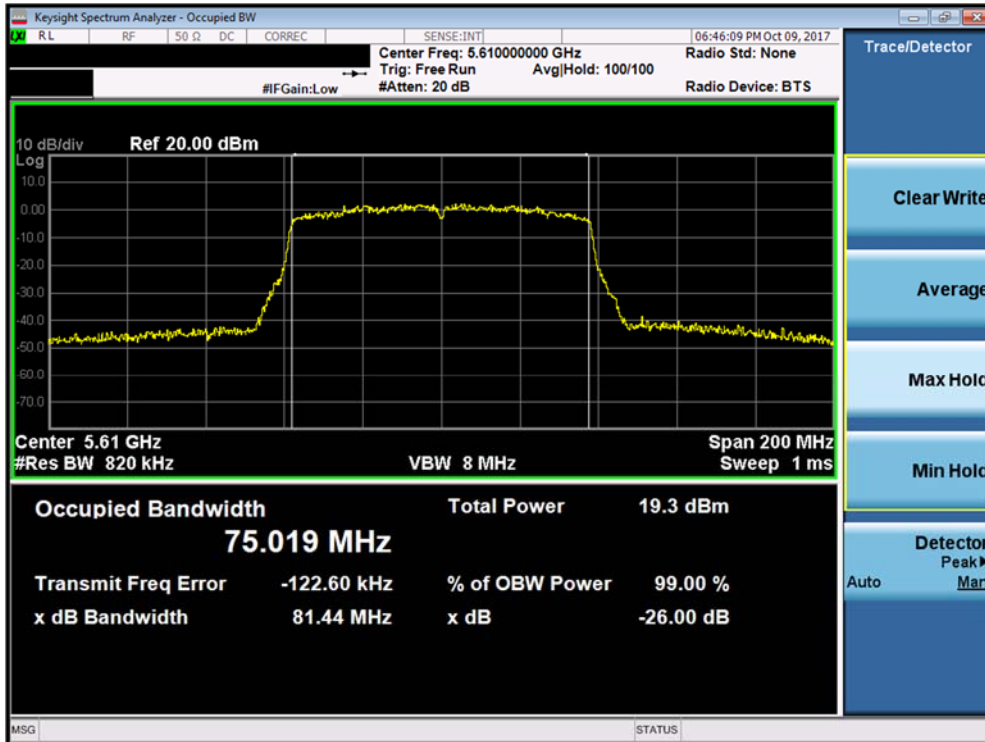 Keysight Spectrum Analyzer - Occupied BW
LXI RL RF 50 Ω DC CORREC SENSE:INT 06:46:09 PM Oct 09, 2017
Center Freq: 5.610000000 GHz Radio Std: None
Trig: Free Run Avg|Hold: 100/100
#IFGain:Low #Atten: 20 dB Radio Device: BTS
Trace/Detector
10 dB/div Ref 20.00 dBm
Log
10.0
0.00
-10.0
-20.0
-30.0
-40.0
-50.0
-60.0
-70.0
Center 5.61 GHz Span 200 MHz
#Res BW 820 kHz VBW 8 MHz Sweep 1 ms
Occupied Bandwidth Total Power 19.3 dBm
75.019 MHz
Transmit Freq Error -122.60 kHz % of OBW Power 99.00 %
x dB Bandwidth 81.44 MHz x dB -26.00 dB
Clear Write
Average
Max Hold
Min Hold
Detector
Peak
Auto Man
MSG STATUS